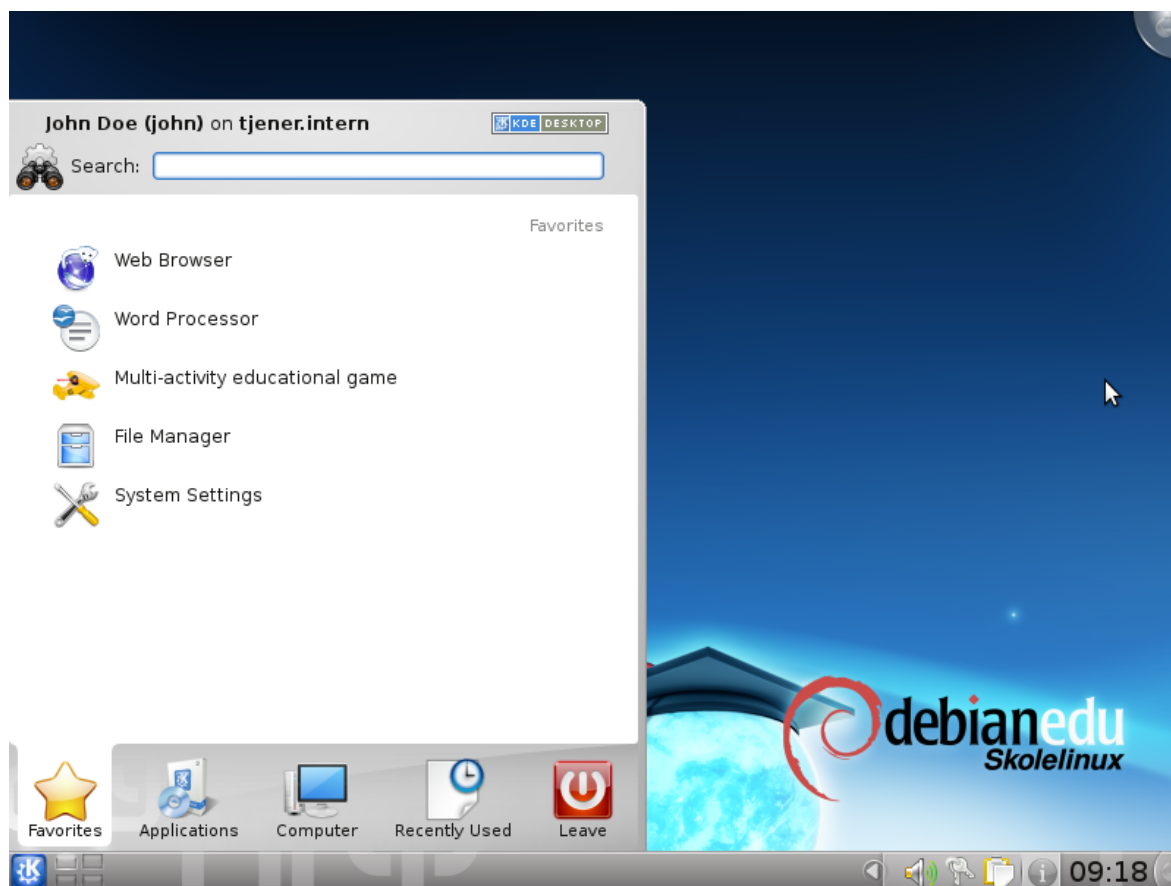 John Doe (john) on tjener.intern
KDE DESKTOP
Search:
Favorites
Web Browser
Word Processor
Multi-activity educational game
File Manager
System Settings
debianedu
Skolelinux
Favorites
Applications
Computer
Recently Used
Leave
09:18